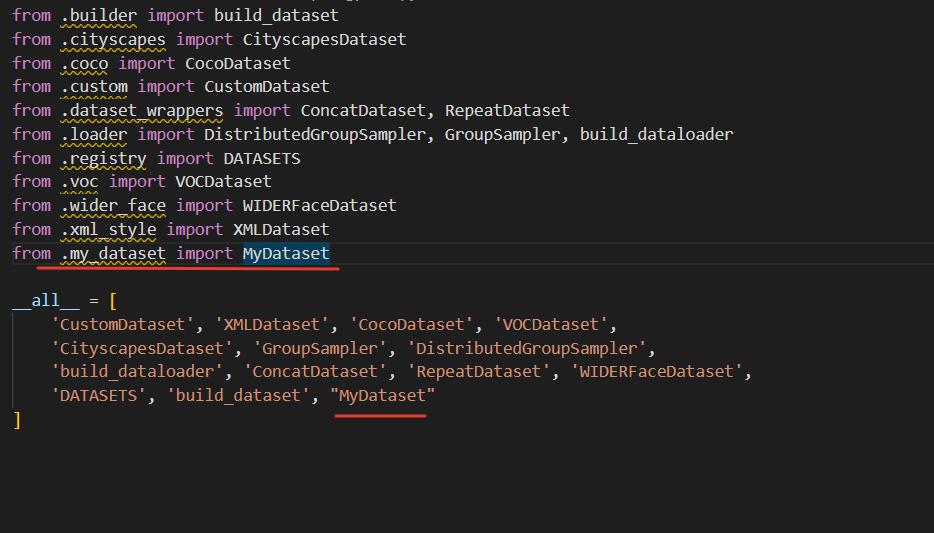 from .builder import build_dataset
from .cityscapes import CityscapesDataset
from .coco import CocoDataset
from .custom import CustomDataset
from .dataset_wrappers import ConcatDataset, RepeatDataset
from .loader import DistributedGroupSampler, GroupSampler, build_dataloader
from .registry import DATASETS
from .voc import VOCDataset
from .wider_face import WIDERFaceDataset
from .xml_style import XMLDataset
from .my_dataset import MyDataset
__all__ = [
    'CustomDataset', 'XMLDataset', 'CocoDataset', 'VOCDataset',
    'CityscapesDataset', 'GroupSampler', 'DistributedGroupSampler',
    'build_dataloader', 'ConcatDataset', 'RepeatDataset', 'WIDERFaceDataset',
    'DATASETS', 'build_dataset', "MyDataset"
]